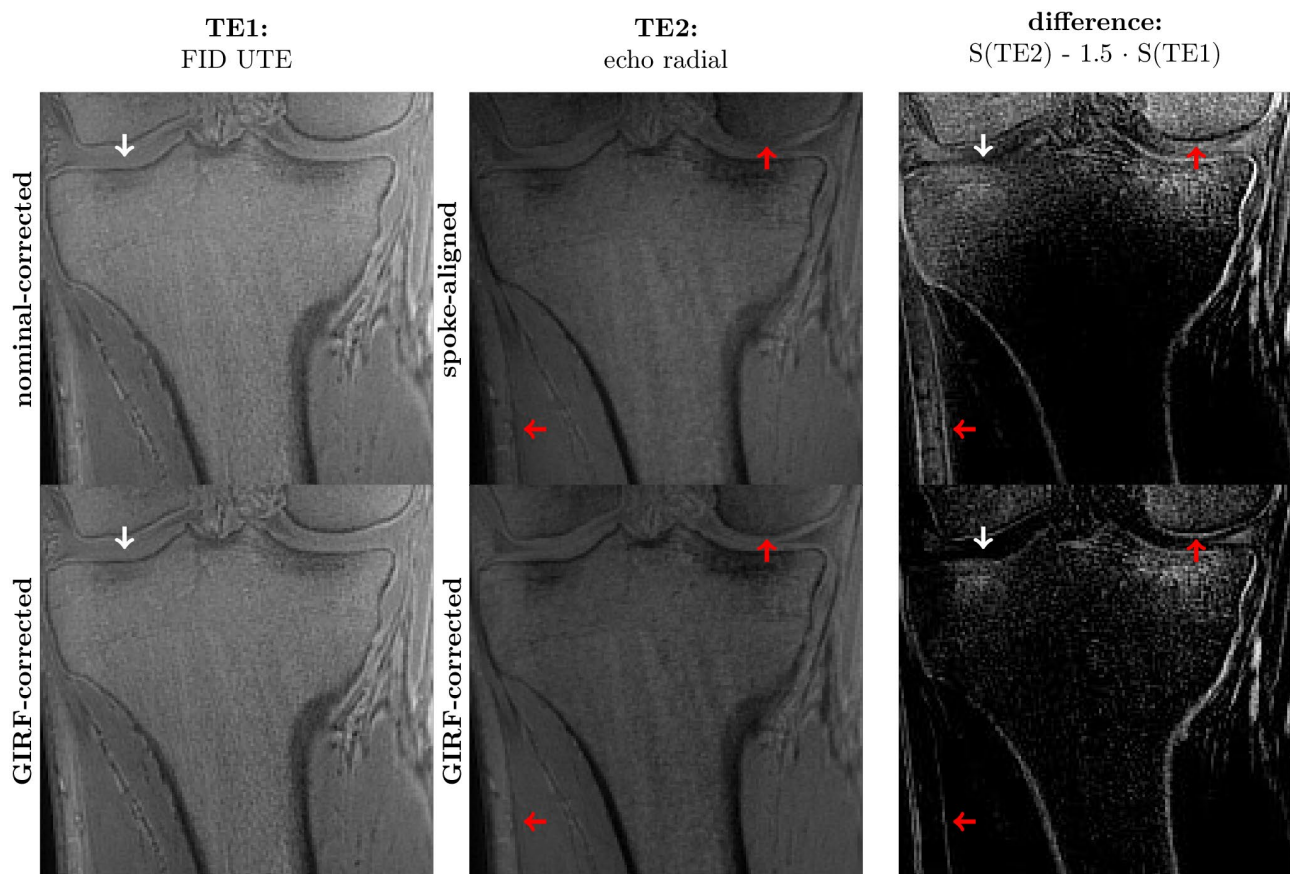 TE1:
FID UTE
TE2:
echo radial
difference:
S(TE2) - 1.5 · S(TE1)
nominal-corrected
spoke-aligned
GIRF-corrected
GIRF-corrected